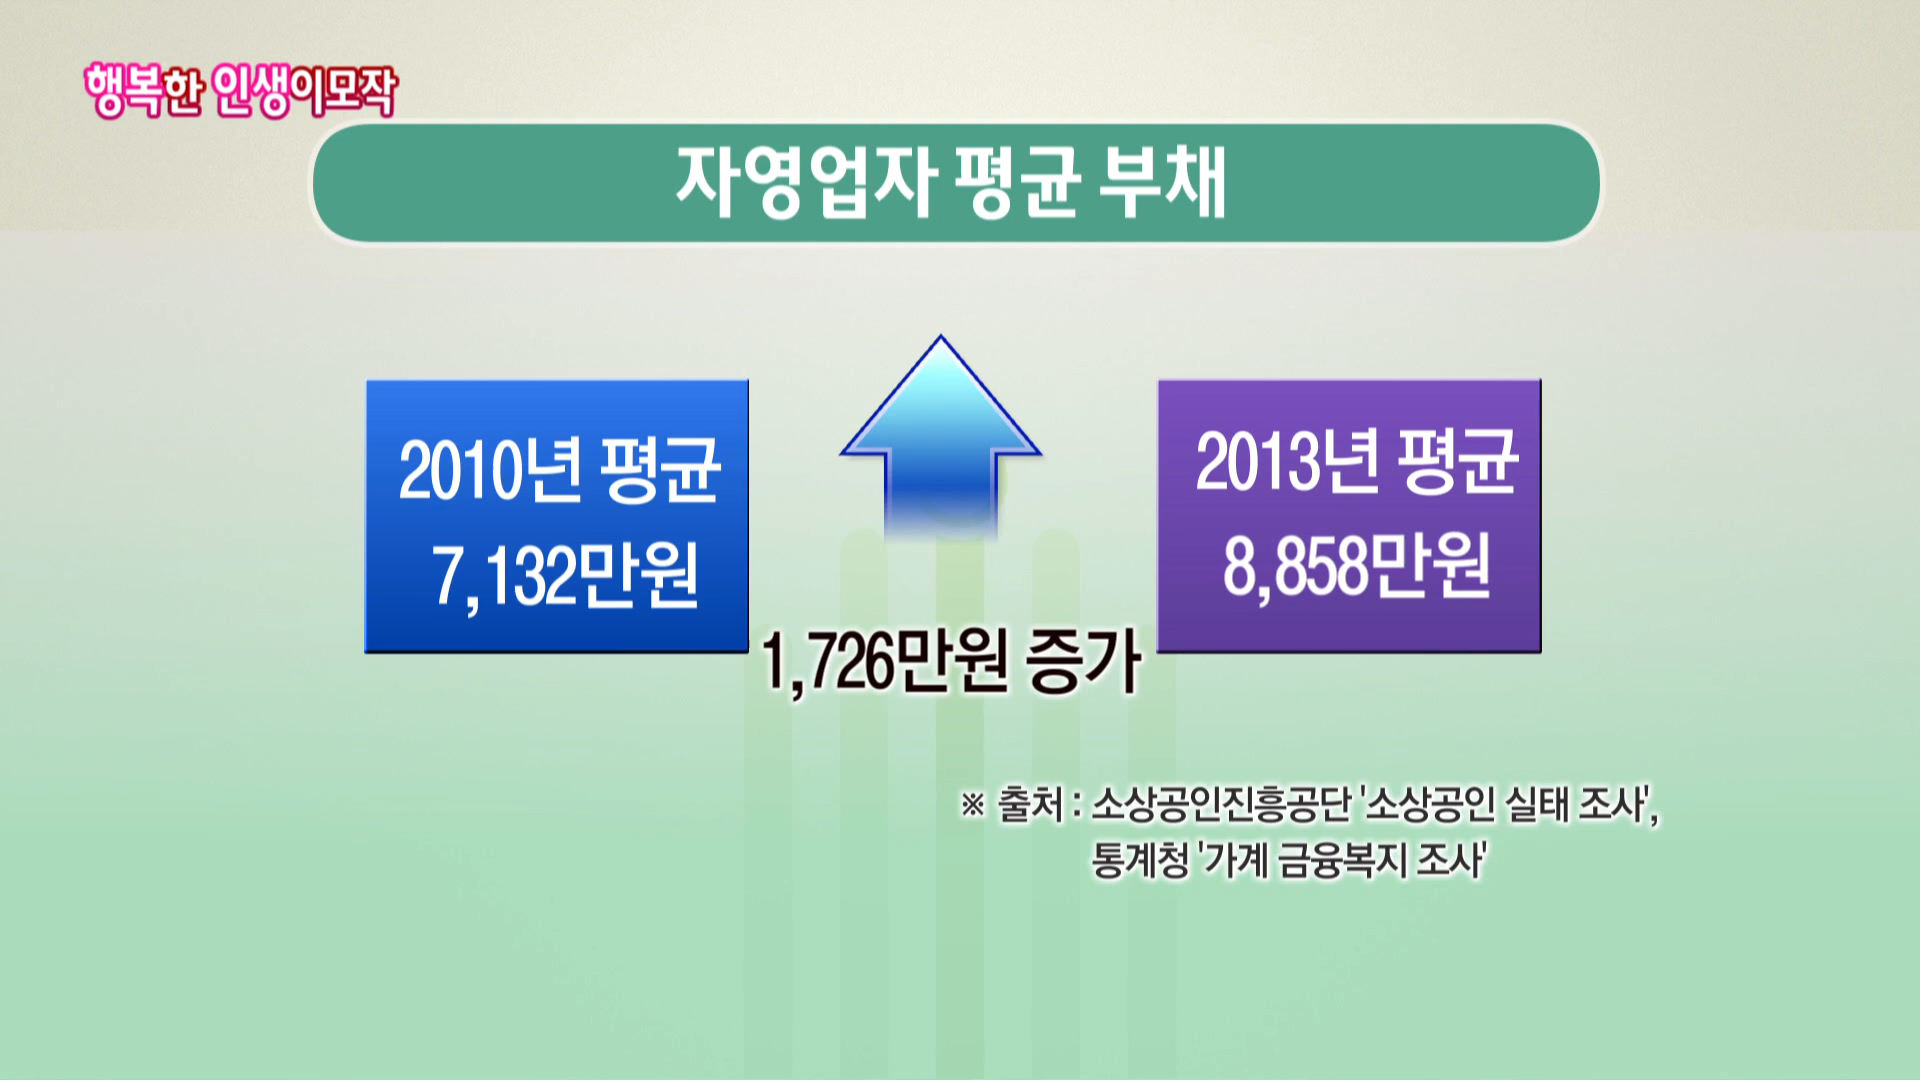 행복한 인생이모작
자영업자 평균 부채
2010년 평균
7,132만원
1,726만원 증가
2013년 평균
8,858만원
※ 출처 : 소상공인진흥공단 '소상공인 실태 조사',
통계청 '가계 금융복지 조사'